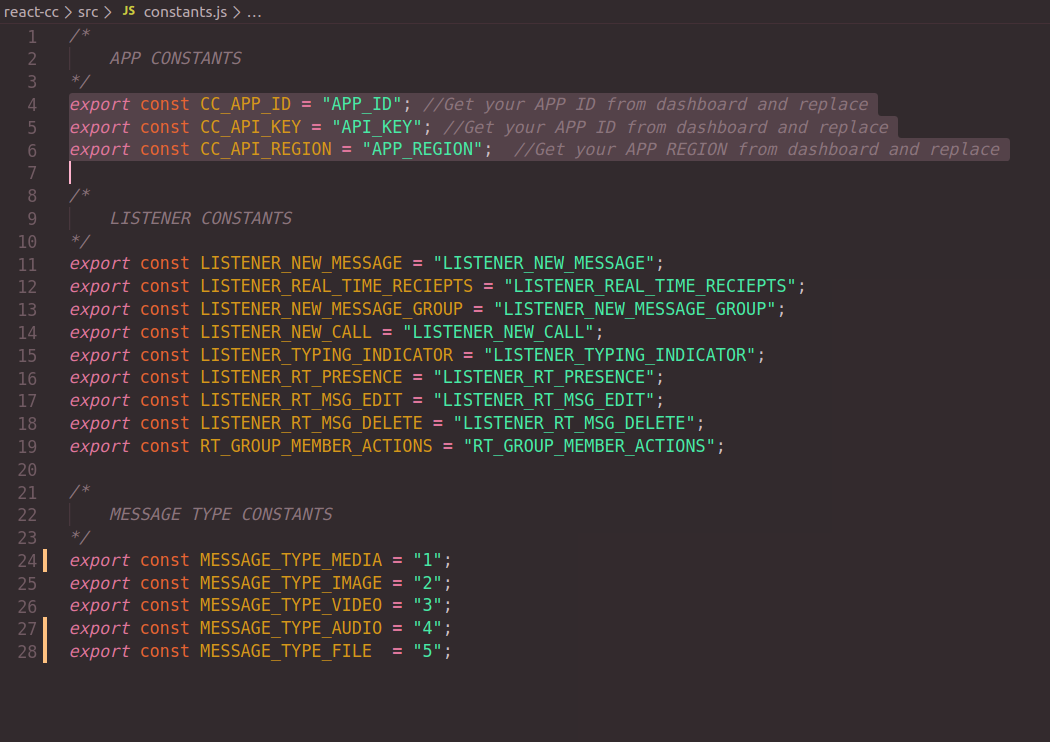 react-cc > src > JS constants.js > ...
1 /*
2     APP CONSTANTS
3 */
4 export const CC_APP_ID = "APP_ID"; //Get your APP ID from dashboard and replace
5 export const CC_API_KEY = "API_KEY"; //Get your APP ID from dashboard and replace
6 export const CC_API_REGION = "APP_REGION";  //Get your APP REGION from dashboard and replace
7
8 /*
9     LISTENER CONSTANTS
10 */
11 export const LISTENER_NEW_MESSAGE = "LISTENER_NEW_MESSAGE";
12 export const LISTENER_REAL_TIME_RECIEPTS = "LISTENER_REAL_TIME_RECIEPTS";
13 export const LISTENER_NEW_MESSAGE_GROUP = "LISTENER_NEW_MESSAGE_GROUP";
14 export const LISTENER_NEW_CALL = "LISTENER_NEW_CALL";
15 export const LISTENER_TYPING_INDICATOR = "LISTENER_TYPING_INDICATOR";
16 export const LISTENER_RT_PRESENCE = "LISTENER_RT_PRESENCE";
17 export const LISTENER_RT_MSG_EDIT = "LISTENER_RT_MSG_EDIT";
18 export const LISTENER_RT_MSG_DELETE = "LISTENER_RT_MSG_DELETE";
19 export const RT_GROUP_MEMBER_ACTIONS = "RT_GROUP_MEMBER_ACTIONS";
20
21 /*
22     MESSAGE TYPE CONSTANTS
23 */
24 export const MESSAGE_TYPE_MEDIA = "1";
25 export const MESSAGE_TYPE_IMAGE = "2";
26 export const MESSAGE_TYPE_VIDEO = "3";
27 export const MESSAGE_TYPE_AUDIO = "4";
28 export const MESSAGE_TYPE_FILE  = "5";